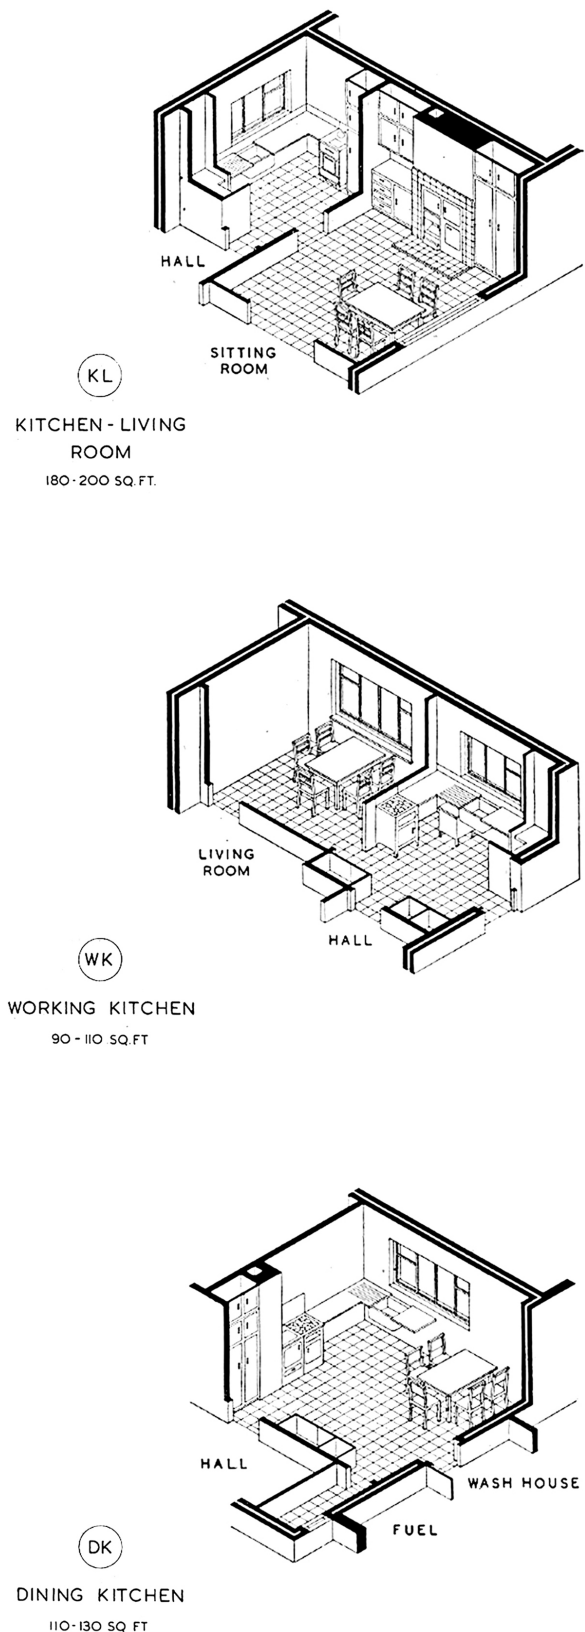 HALL
SITTING
ROOM
KL
KITCHEN - LIVING
ROOM
180 - 200 SQ. FT.
LIVING
ROOM
HALL
WK
WORKING KITCHEN
90 - 110 SQ. FT
HALL
WASH HOUSE
FUEL
DK
DINING KITCHEN
110-130 SQ FT